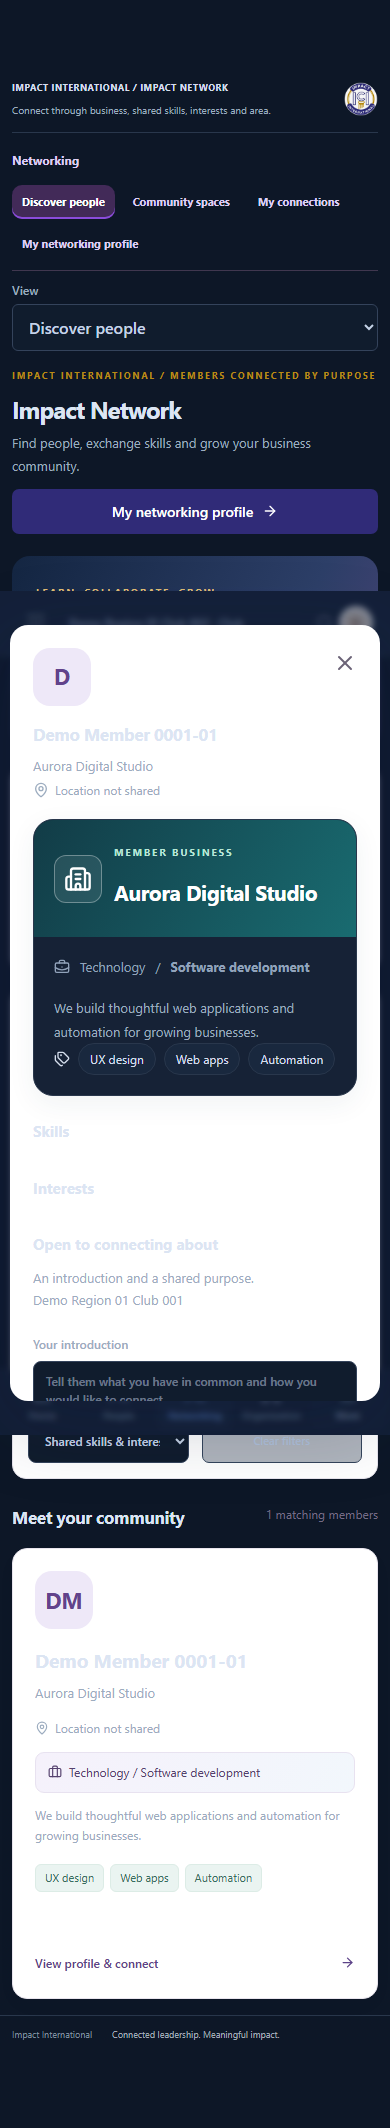 IMPACT INTERNATIONAL / IMPACT NETWORK
Connect through business, shared skills, interests and area.
Networking
Discover people
Community spaces
My connections
My networking profile
View
Discover people
IMPACT INTERNATIONAL / MEMBERS CONNECTED BY PURPOSE
Impact Network
Find people, exchange skills and grow your business
community.
My networking profile
D
Demo Member 0001-01
Aurora Digital Studio
Location not shared
MEMBER BUSINESS
Aurora Digital Studio
Technology / Software development
We build thoughtful web applications and
automation for growing businesses.
UX design
Web apps
Automation
Skills
Interests
Open to connecting about
An introduction and a shared purpose.
Demo Region 01 Club 001
Your introduction
Tell them what you have in common and how you
would like to connect
Shared skills & intere
Clear filters
Meet your community
1 matching members
DM
Demo Member 0001-01
Aurora Digital Studio
Location not shared
Technology / Software development
We build thoughtful web applications and automation for
growing businesses.
UX design
Web apps
Automation
View profile & connect
Impact International
Connected leadership. Meaningful impact.